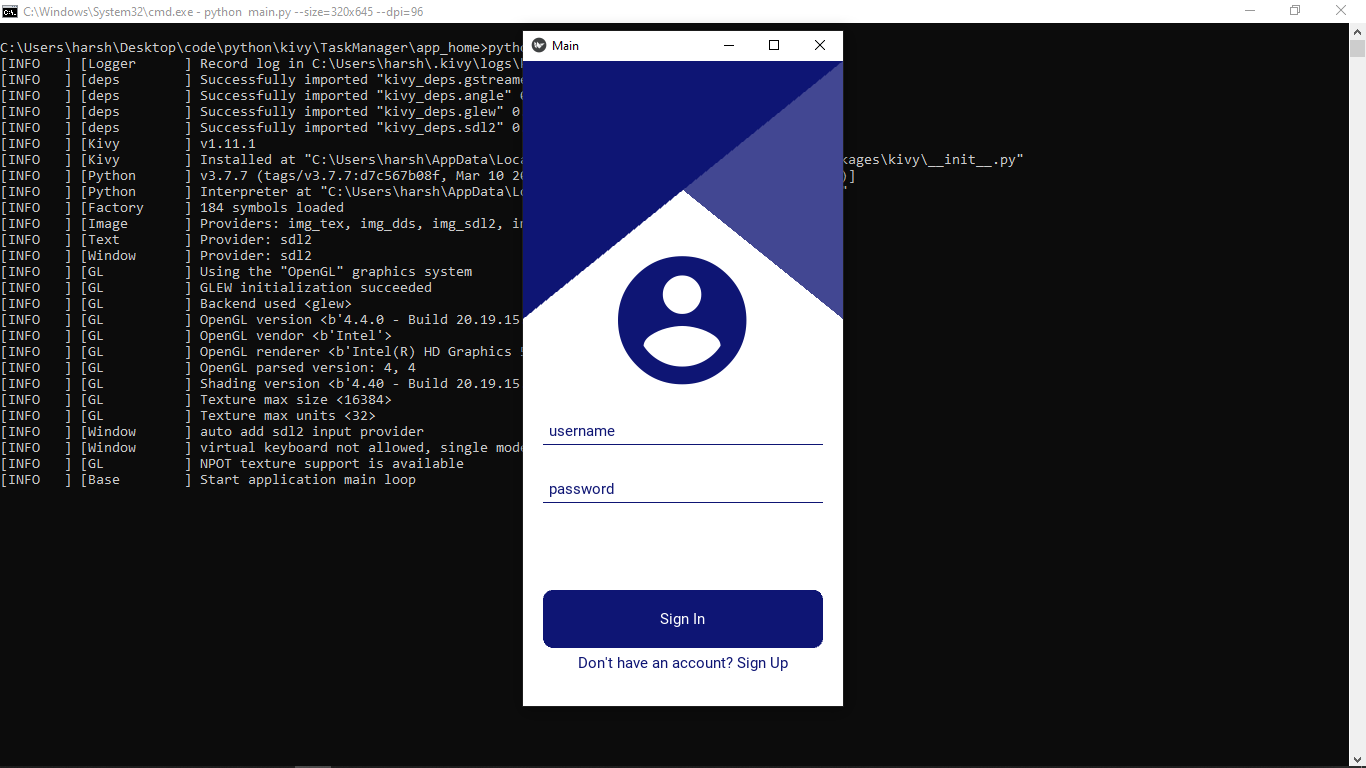 C:\Windows\System32\cmd.exe - python main.py --size=320x645 --dpi=96
C:\Users\harsh\Desktop\code\python\kivy\TaskManager\app_home>pytho
[INFO   ] [Logger      ] Record log in C:\Users\harsh\.kivy\logs\
[INFO   ] [deps        ] Successfully imported "kivy_deps.gstreame
[INFO   ] [deps        ] Successfully imported "kivy_deps.angle"
[INFO   ] [deps        ] Successfully imported "kivy_deps.glew" 0
[INFO   ] [deps        ] Successfully imported "kivy_deps.sdl2" 0
[INFO   ] [Kivy        ] v1.11.1
[INFO   ] [Kivy        ] Installed at "C:\Users\harsh\AppData\Loca kages\kivy\__init__.py"
[INFO   ] [Python      ] v3.7.7 (tags/v3.7.7:d7c567b08f, Mar 10 20 )]
[INFO   ] [Python      ] Interpreter at "C:\Users\harsh\AppData\Lo "
[INFO   ] [Factory     ] 184 symbols loaded
[INFO   ] [Image       ] Providers: img_tex, img_dds, img_sdl2, im
[INFO   ] [Text        ] Provider: sdl2
[INFO   ] [Window      ] Provider: sdl2
[INFO   ] [GL          ] Using the "OpenGL" graphics system
[INFO   ] [GL          ] GLEW initialization succeeded
[INFO   ] [GL          ] Backend used <glew>
[INFO   ] [GL          ] OpenGL version <b'4.4.0 - Build 20.19.15
[INFO   ] [GL          ] OpenGL vendor <b'Intel'>
[INFO   ] [GL          ] OpenGL renderer <b'Intel(R) HD Graphics
[INFO   ] [GL          ] OpenGL parsed version: 4, 4
[INFO   ] [GL          ] Shading version <b'4.40 - Build 20.19.15
[INFO   ] [GL          ] Texture max size <16384>
[INFO   ] [GL          ] Texture max units <32>
[INFO   ] [Window      ] auto add sdl2 input provider
[INFO   ] [Window      ] virtual keyboard not allowed, single mode
[INFO   ] [GL          ] NPOT texture support is available
[INFO   ] [Base        ] Start application main loop
Main
username
password
Sign In
Don't have an account? Sign Up